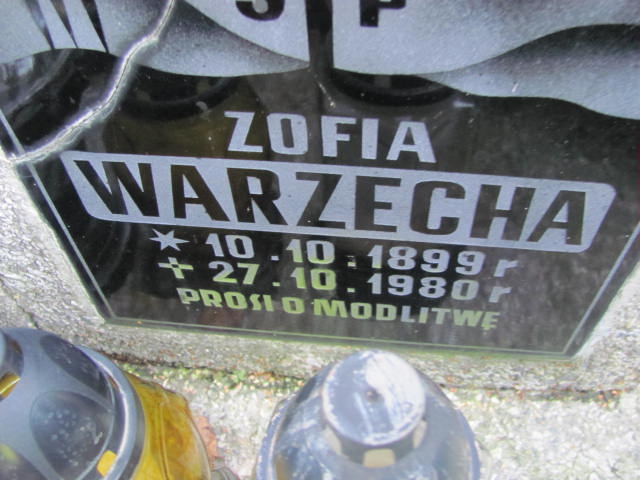 S P
ZOFIA
WARZECHA
* 10.10.1899 r
+ 27.10.1980 r
PROSI O MODLITWĘ